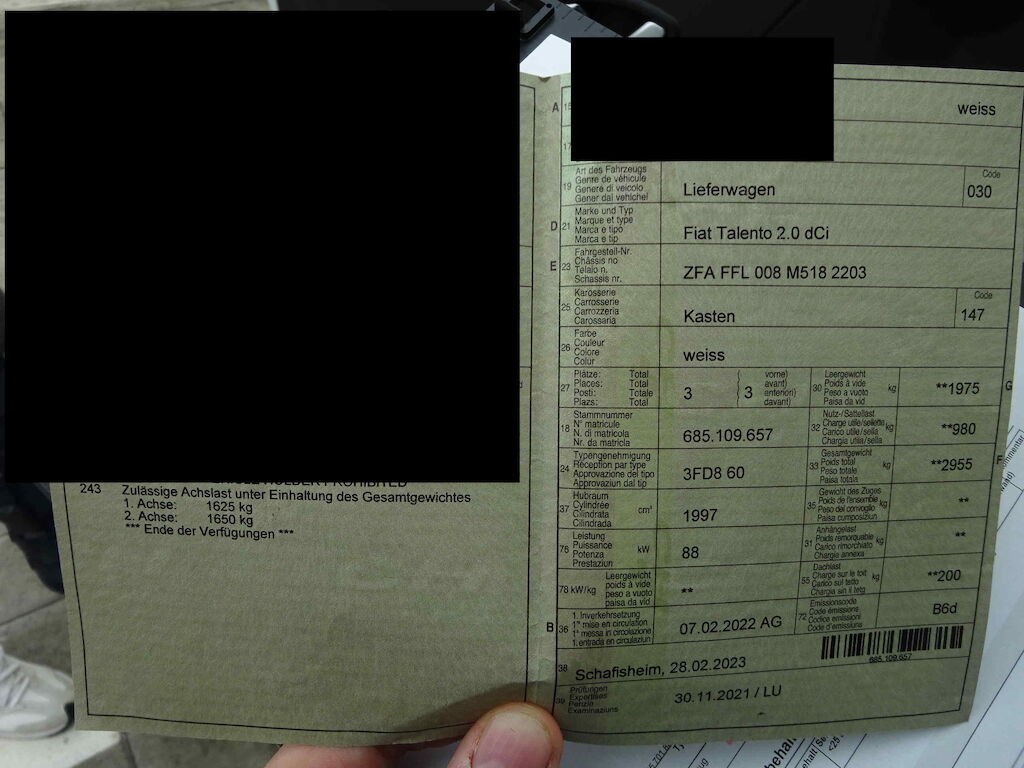 243 Zulässige Achslast unter Einhaltung des Gesamtgewichtes
1. Achse: 1625 kg
2. Achse: 1650 kg
*** Ende der Verfügungen ***
A 15
weiss
17
19 Art des Fahrzeugs
Genre de véhicule
Genere di veicolo
Gener dal vehichel
Lieferwagen
Code
030
D 21 Marke und Typ
Marque et type
Marca e tipo
Marca e tip
Fiat Talento 2.0 dCi
E 23 Fahrgestell-Nr.
Châssis no
Telaio n.
Schassis nr.
ZFA FFL 008 M518 2203
25 Karosserie
Carrosserie
Carrozzeria
Carossaria
Kasten
Code
147
26 Farbe
Couleur
Colore
Colur
weiss
27 Plätze: Total
Places: Total
Posti: Totale
Plazs: Total
3
3
vorne)
avant)
anteriori)
davant)
30 Leergewicht
Poids à vide
Peso a vuoto
Paisa da vid
kg
**1975
G
18 Stammnummer
N° matricule
N. di matricola
Nr. da matricla
685.109.657
32 Nutz-/Sattellast
Charge utile/sellette
Carico utile/sella
Chargia utila/sella
kg
**980
24 Typengenehmigung
Réception par type
Approvazione del tipo
Approvaziun dal tip
3FD8 60
33 Gesamtgewicht
Poids total
Peso totale
Paisa totala
kg
**2955
F
37 Hubraum
Cylindrée
Cilindrata
Cilindrada
cm³
1997
35 Gewicht des Zuges
Poids de l'ensemble
Peso del convoglio
Paisa cumposiziun
kg
**
76 Leistung
Puissance
Potenza
Prestaziun
kW
88
31 Anhängelast
Poids remorquable
Carico rimorchiato
Chargia annexa
kg
**
78 kW/kg Leergewicht
poids à vide
peso a vuoto
paisa da vid
**
55 Dachlast
Charge sur le toit
Carico sul tetto
Chargia sin il tetg
kg
**200
B 36 1. Inverkehrsetzung
1re mise en circulation
1a messa in circolazione
1. entrada en circulaziun
07.02.2022 AG
72 Emissionscode
Code émissions
Codice emissioni
Code d'emissiuns
B6d
685.109.657
38 Schafisheim, 28.02.2023
39 Prüfungen
Expertises
Perizie
Examinaziuns
30.11.2021 / LU